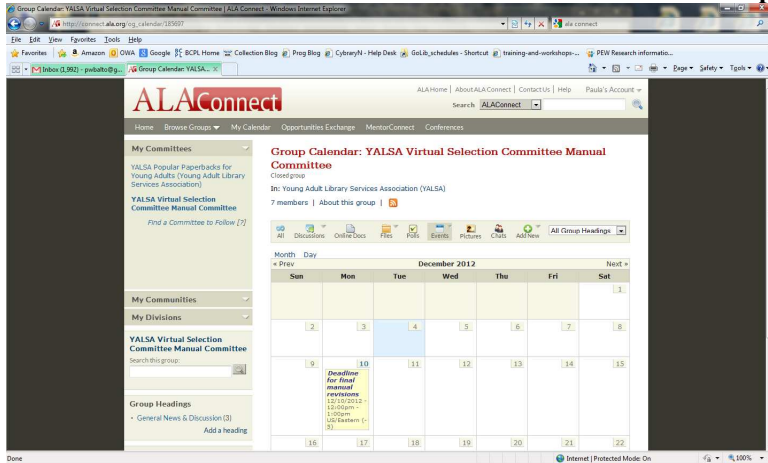 Group Calendar: YALSA Virtual Selection Committee Manual Committee | ALA Connect - Windows Internet Explorer
http://connect.ala.org/og_calendar/185697
ala connect
File Edit View Favorites Tools Help
Favorites Amazon OWA Google BCPL Home Collection Blog Prog Blog CybraryN - Help Desk GoLib_schedules - Shortcut training-and-workshops-... PEW Research informatio...
Inbox (1,992) - pwbalto@g... Group Calendar: YALSA... Page Safety Tools
ALAConnect
ALA Home | About ALA Connect | Contact Us | Help Paula's Account
Search ALAConnect
Home Browse Groups My Calendar Opportunities Exchange MentorConnect Conferences
My Committees
YALSA Popular Paperbacks for
Young Adults (Young Adult Library
Services Association)
YALSA Virtual Selection
Committee Manual Committee
Find a Committee to Follow [?]
My Communities
My Divisions
YALSA Virtual Selection
Committee Manual Committee
Search this group:
Group Headings
General News & Discussion (3)
Add a heading
Group Calendar: YALSA Virtual Selection Committee Manual
Committee
Closed group
In: Young Adult Library Services Association (YALSA)
7 members | About this group |
All Discussions Online Docs Files Polls Events Pictures Chats Add New All Group Headings
Month Day
« Prev December 2012 Next »
Sun Mon Tue Wed Thu Fri Sat
1
2 3 4 5 6 7 8
9 10 11 12 13 14 15
Deadline
for final
manual
revisions
12/10/2012 -
12:00pm -
1:00pm
US/Eastern (-
5)
16 17 18 19 20 21 22
Done Internet | Protected Mode: On 100%